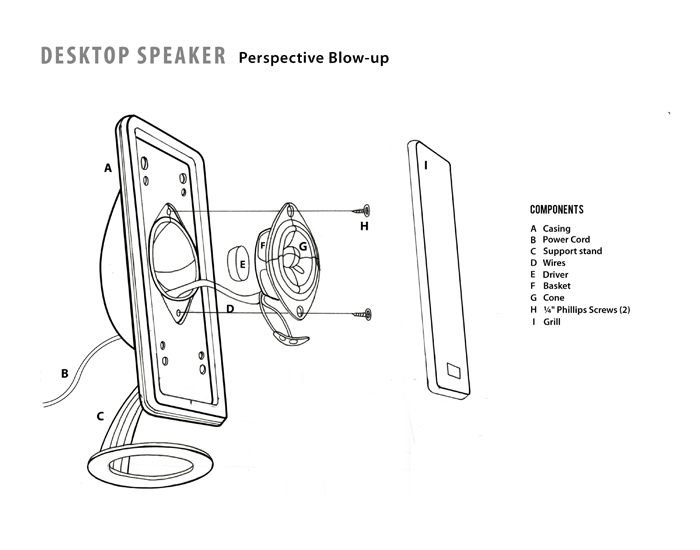 DESKTOP SPEAKER Perspective Blow-up
A
I
H
F
G
E
D
B
C
COMPONENTS
A Casing
B Power Cord
C Support stand
D Wires
E Driver
F Basket
G Cone
H ¼" Phillips Screws (2)
I Grill